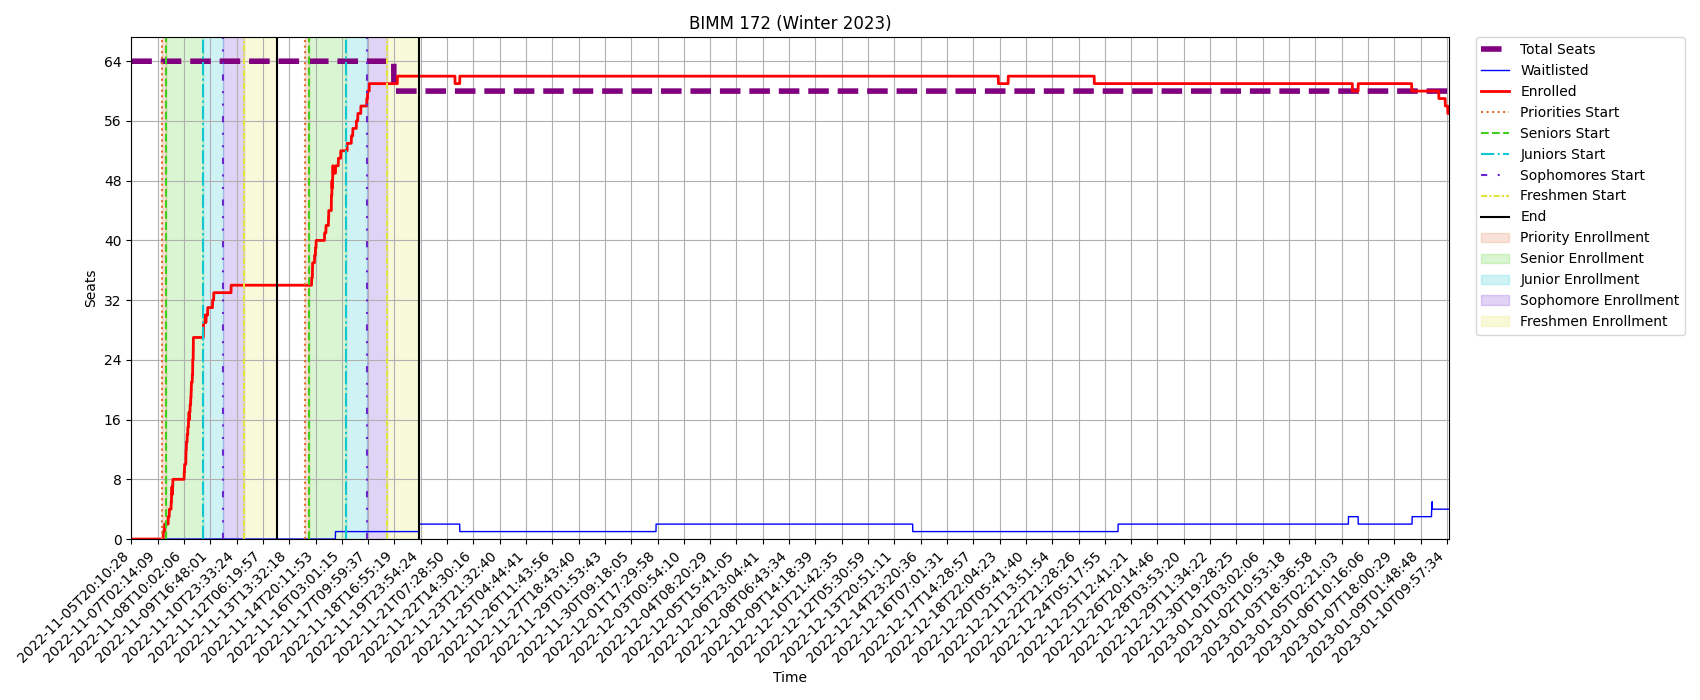 BIMM 172 (Winter 2023)
Seats
64
56
48
40
32
24
16
8
0
2022-11-05T20:10:28
2022-11-07T02:14:09
2022-11-08T10:02:06
2022-11-09T16:48:01
2022-11-10T23:33:24
2022-11-12T06:19:57
2022-11-13T13:32:18
2022-11-14T20:11:53
2022-11-16T03:01:15
2022-11-17T09:59:37
2022-11-18T16:55:19
2022-11-19T23:54:24
2022-11-21T07:28:50
2022-11-22T14:30:16
2022-11-23T21:32:40
2022-11-25T04:44:41
2022-11-26T11:43:56
2022-11-27T18:43:40
2022-11-29T01:53:43
2022-11-30T09:18:05
2022-12-01T17:29:58
2022-12-03T00:54:10
2022-12-04T08:20:29
2022-12-05T15:41:05
2022-12-06T23:04:41
2022-12-08T06:43:34
2022-12-09T14:18:39
2022-12-10T21:42:35
2022-12-12T05:30:59
2022-12-13T20:51:11
2022-12-14T23:20:36
2022-12-16T07:01:31
2022-12-17T14:28:57
2022-12-18T22:04:23
2022-12-20T05:41:40
2022-12-21T13:51:54
2022-12-22T21:28:26
2022-12-24T05:17:55
2022-12-25T12:41:21
2022-12-26T20:14:46
2022-12-28T03:53:20
2022-12-29T11:34:22
2022-12-30T19:28:25
2023-01-01T03:02:06
2023-01-02T10:53:18
2023-01-03T18:36:58
2023-01-05T02:21:03
2023-01-06T10:16:06
2023-01-07T18:00:29
2023-01-09T01:48:48
2023-01-10T09:57:34
Time
Total Seats
Waitlisted
Enrolled
Priorities Start
Seniors Start
Juniors Start
Sophomores Start
Freshmen Start
End
Priority Enrollment
Senior Enrollment
Junior Enrollment
Sophomore Enrollment
Freshmen Enrollment